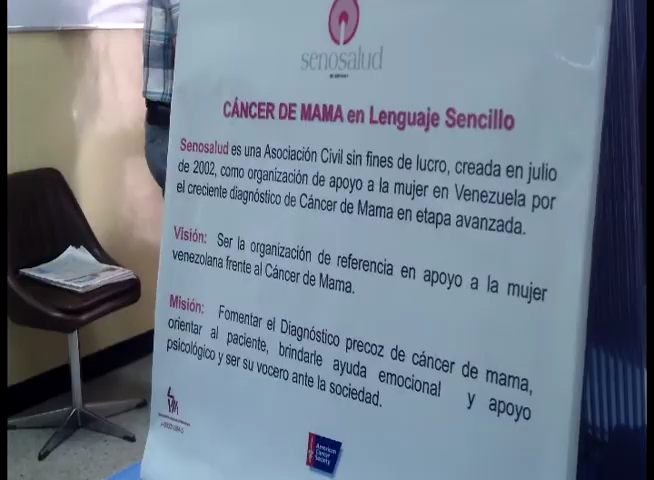 senosalud
CÁNCER DE MAMA en Lenguaje Sencillo
Senosalud es una Asociación Civil sin fines de lucro, creada en julio
de 2002, como organización de apoyo a la mujer en Venezuela por
el creciente diagnóstico de Cáncer de Mama en etapa avanzada.
Visión: Ser la organización de referencia en apoyo a la mujer
venezolana frente al Cáncer de Mama.
Misión: Fomentar el Diagnóstico precoz de cáncer de mama,
orientar al paciente, brindarle ayuda emocional y apoyo
psicológico y ser su vocero ante la sociedad.
American
Cancer
Society